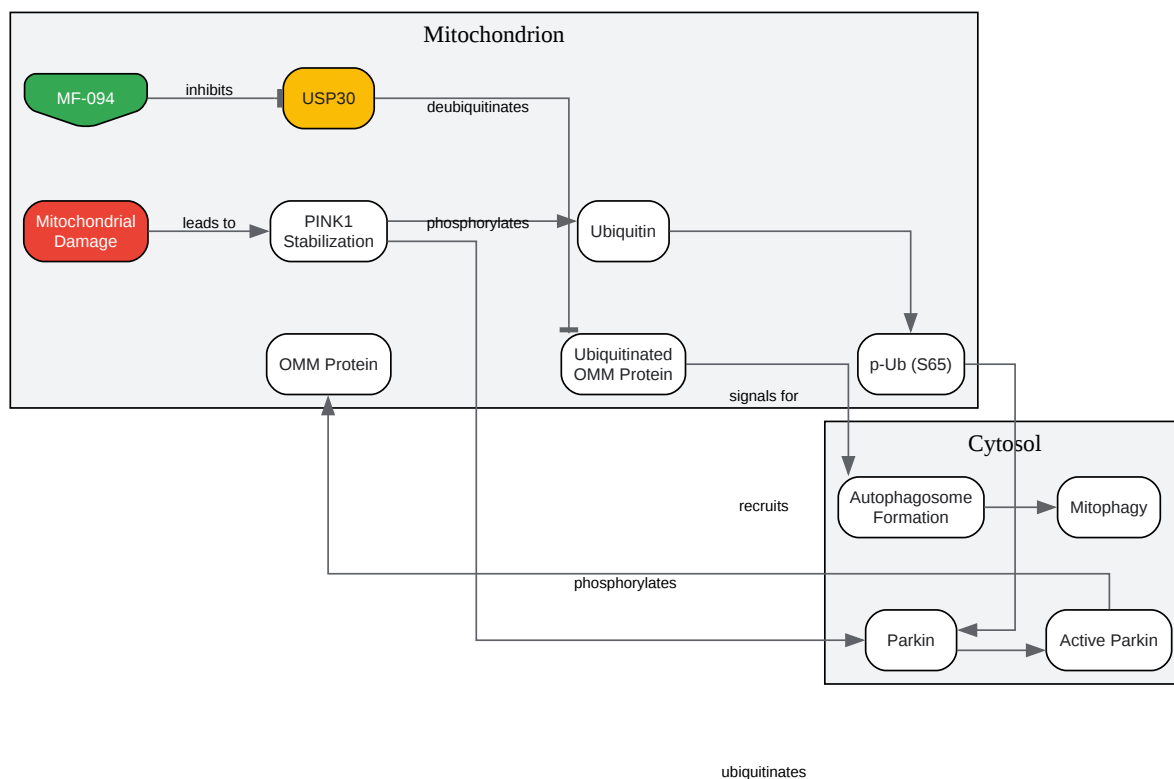 Mitochondrion
MF-094
inhibits
USP30
deubiquitinates
Mitochondrial
Damage
leads to
PINK1
Stabilization
phosphorylates
Ubiquitin
OMM Protein
Ubiquitinated
OMM Protein
p-Ub (S65)
signals for
Cytosol
Autophagosome
Formation
Mitophagy
recruits
phosphorylates
Parkin
Active Parkin
ubiquitinates